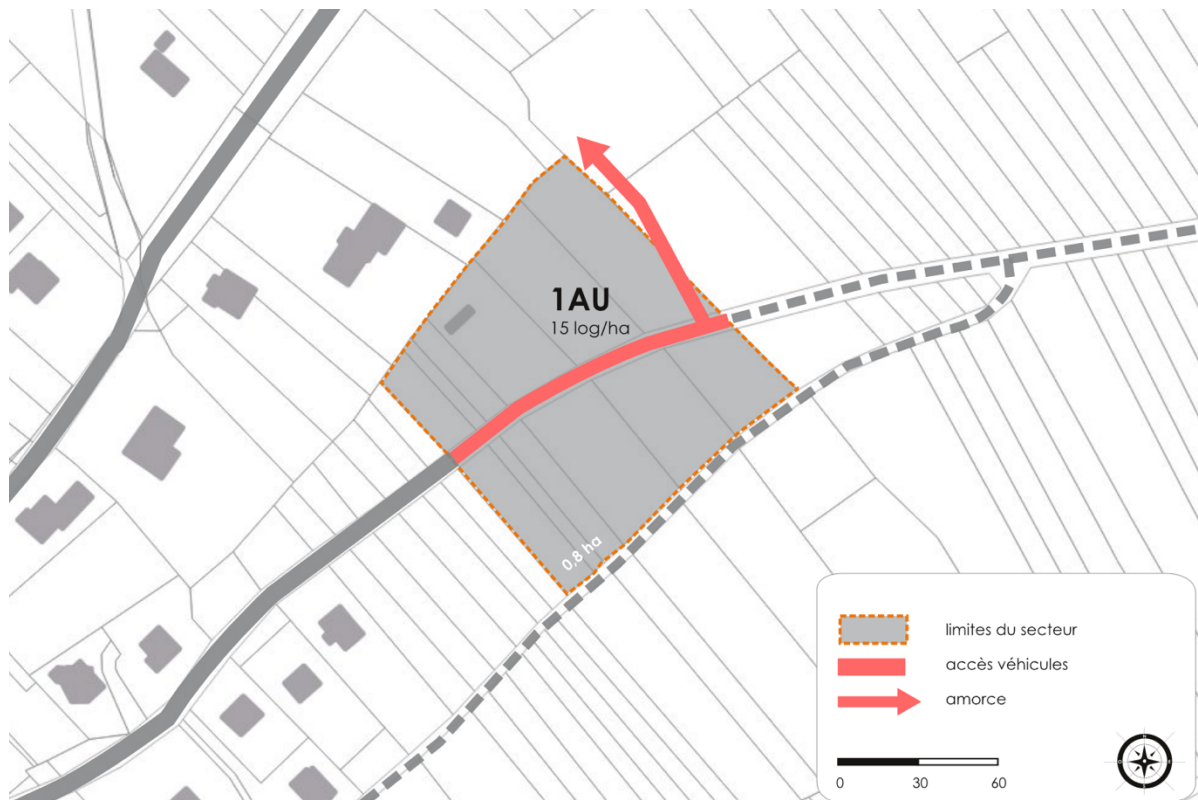 1AU
15 log/ha
0,8 ha
limites du secteur
accès véhicules
amorce
0 30 60